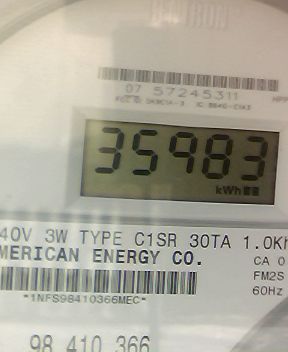 07 57245311
35983
kWh
40V 3W TYPE C1SR 30TA 1.0Kh
MERICAN ENERGY CO.
CA 0
FM2S
*1NFS98410366MEC*
60Hz
98 410 366